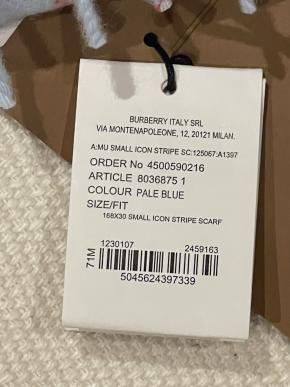 BURBERRY ITALY SRL
VIA MONTENAPOLEONE, 12, 20121 MILAN.
A:MU SMALL ICON STRIPE SC:125067:A1397
ORDER No 4500590216
ARTICLE 8036875 1
COLOUR PALE BLUE
SIZE/FIT
168X30 SMALL ICON STRIPE SCARF
71M
1230107 2459163
5045624397339